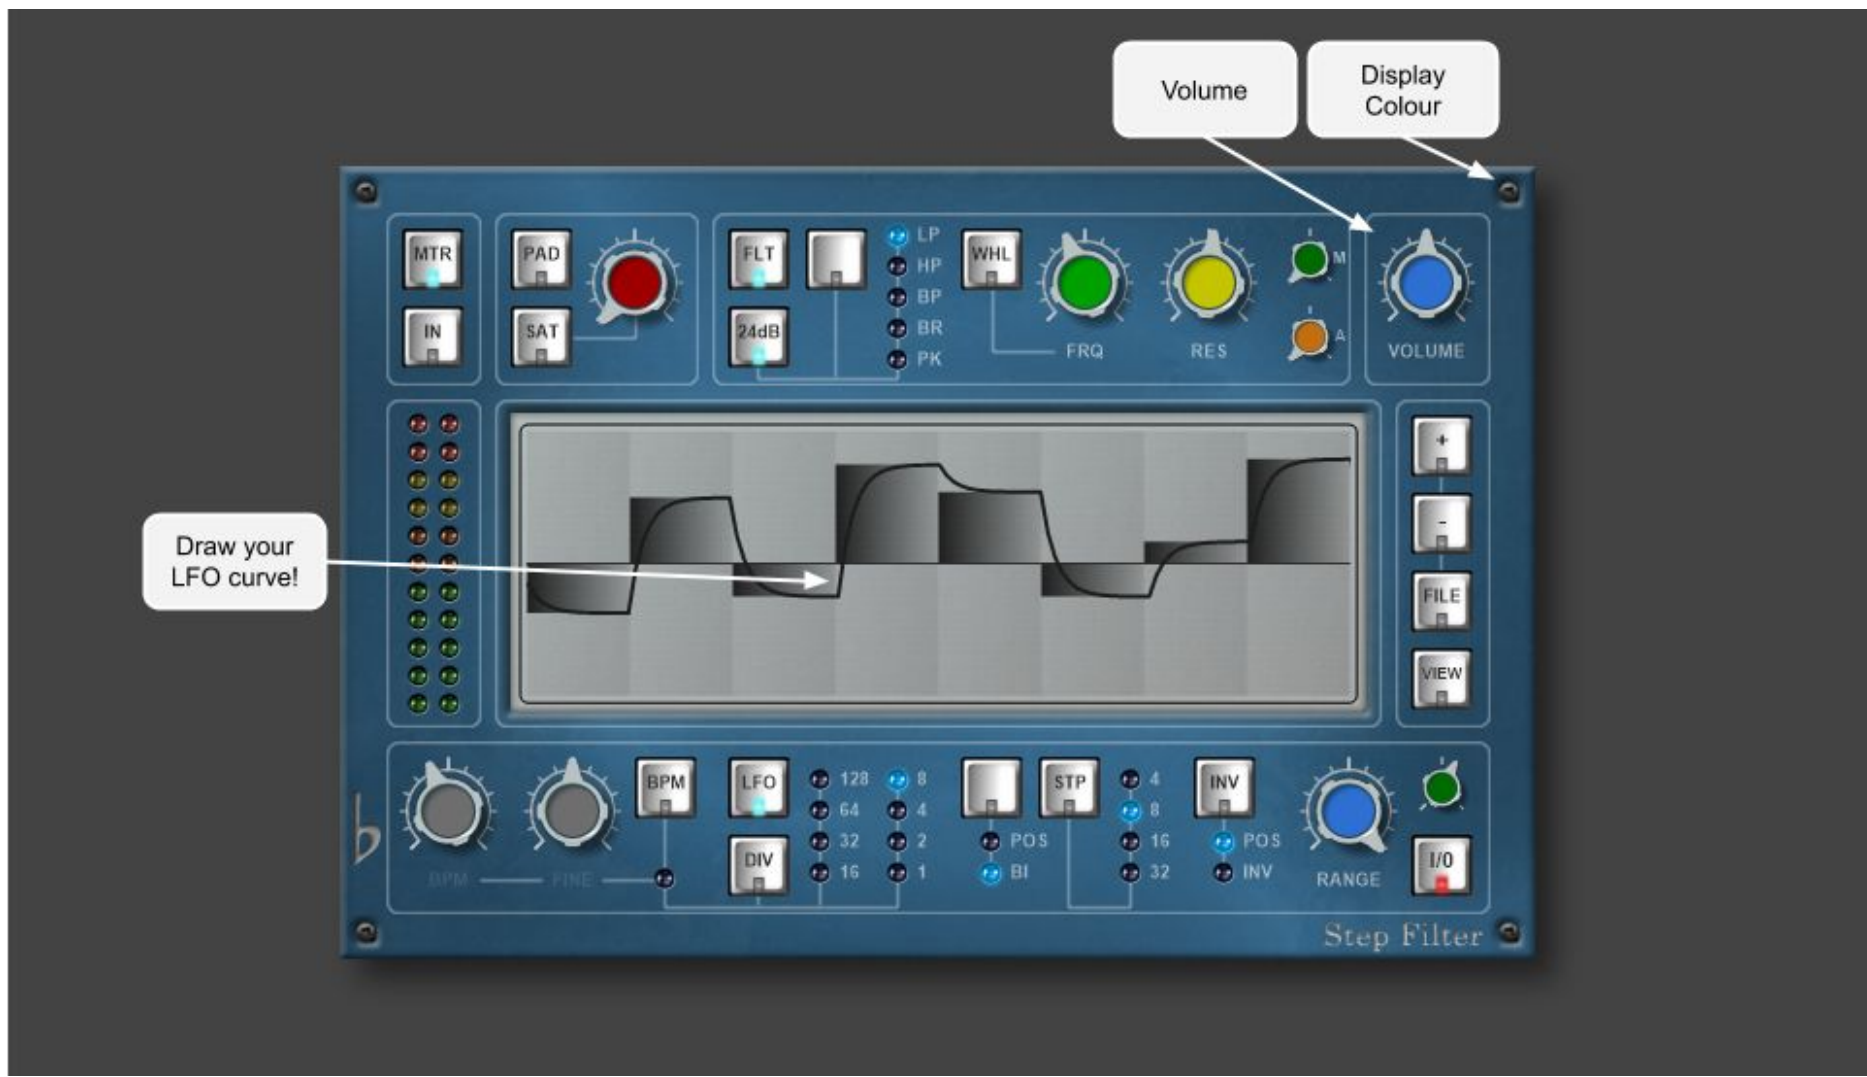 Volume
Display
Colour
MTR
PAD
FLT
LP
HP
BP
BR
PK
WHL
M
IN
SAT
24dB
A
FRQ
RES
VOLUME
+
-
FILE
VIEW
Draw your
LFO curve!
BPM
LFO
128
64
32
16
8
4
2
1
DIV
POS
BI
STP
4
8
16
32
INV
POS
INV
BPM
FINE
RANGE
I/O
Step Filter